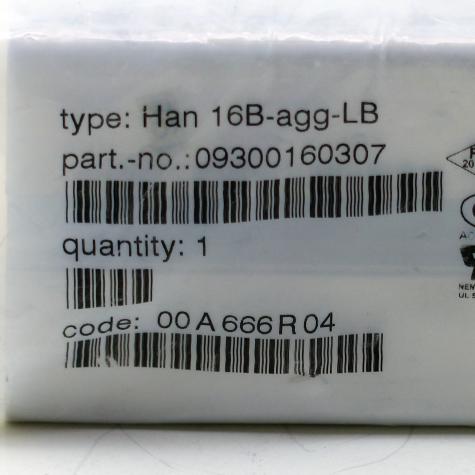 type: Han 16B-agg-LB
part.-no.:09300160307
quantity: 1
code: 00 A 666 R 04